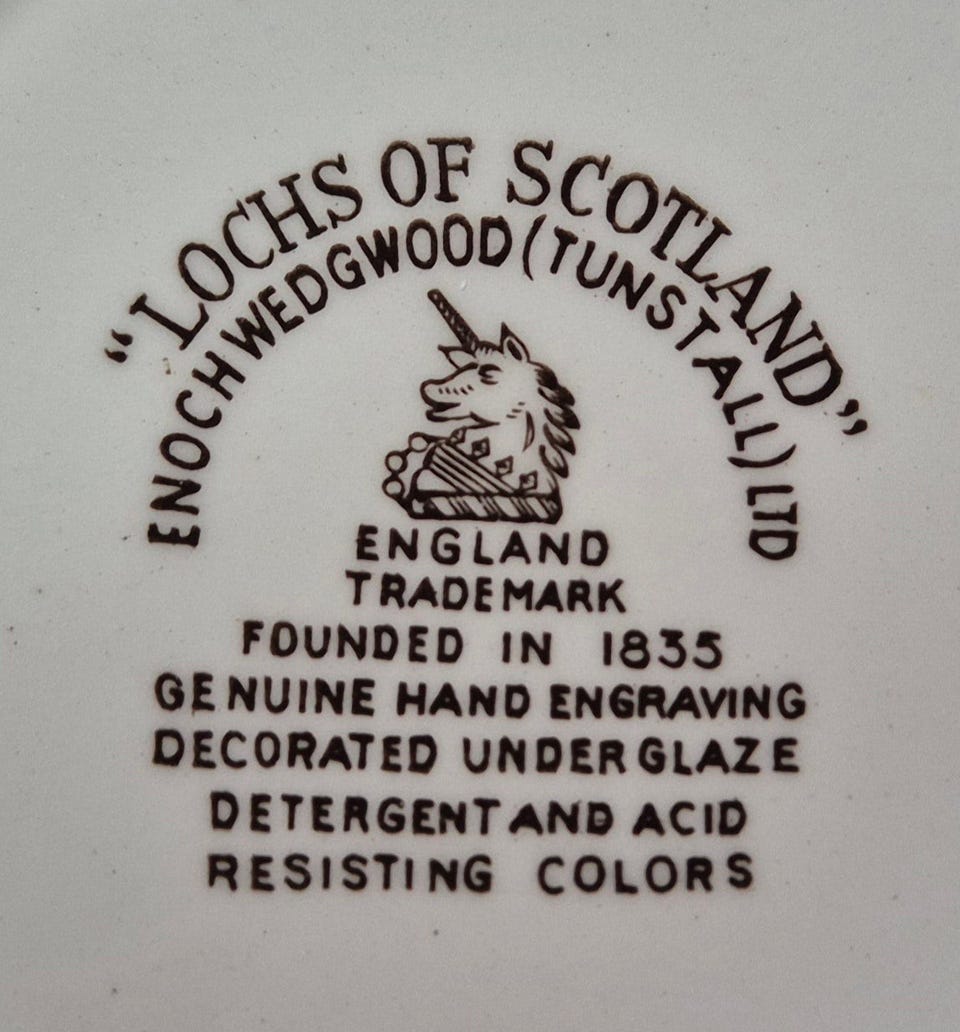 "LOCHS OF SCOTLAND"
ENOCH WEDGWOOD (TUNSTALL) LTD
ENGLAND
TRADEMARK
FOUNDED IN 1835
GENUINE HAND ENGRAVING
DECORATED UNDERGLAZE
DETERGENT AND ACID
RESISTING COLORS